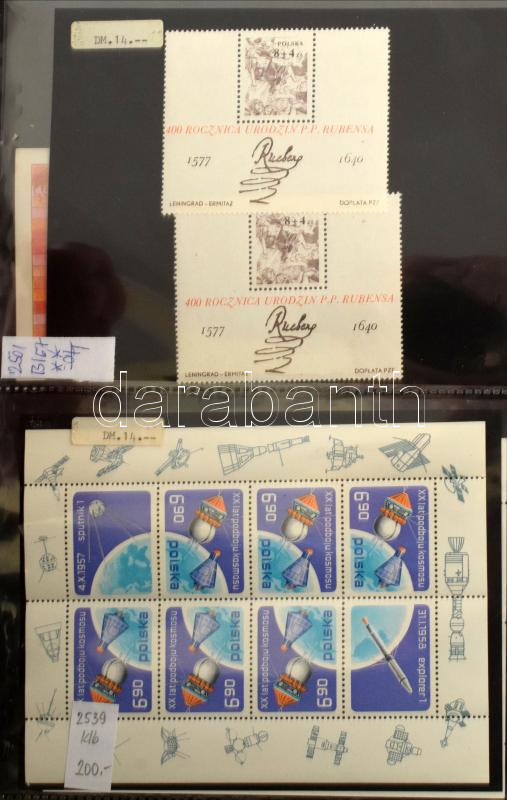 DM.14.--
POLSKA
8+4 ZŁ
400 ROCZNICA URODZIN P.P. RUBENSA
1577
1640
LENINGRAD-ERMITAŻ
DOPŁATA PZF
8+4
400 ROCZNICA URODZIN P.P. RUBENSA
1577
1640
LENINGRAD-ERMITAŻ
DOPŁATA PZF
darabanth
DM.14.--
4.X.1957 sputnik 1
6.90 polska XX lat podboju kosmosu
6.90 polska XX lat podboju kosmosu
6.90 polska XX lat podboju kosmosu
XX lat podboju kosmosu polska 6.90
XX lat podboju kosmosu polska 6.90
XX lat podboju kosmosu polska 6.90
31.I.1958 explorer 1
2539
klb
200,-